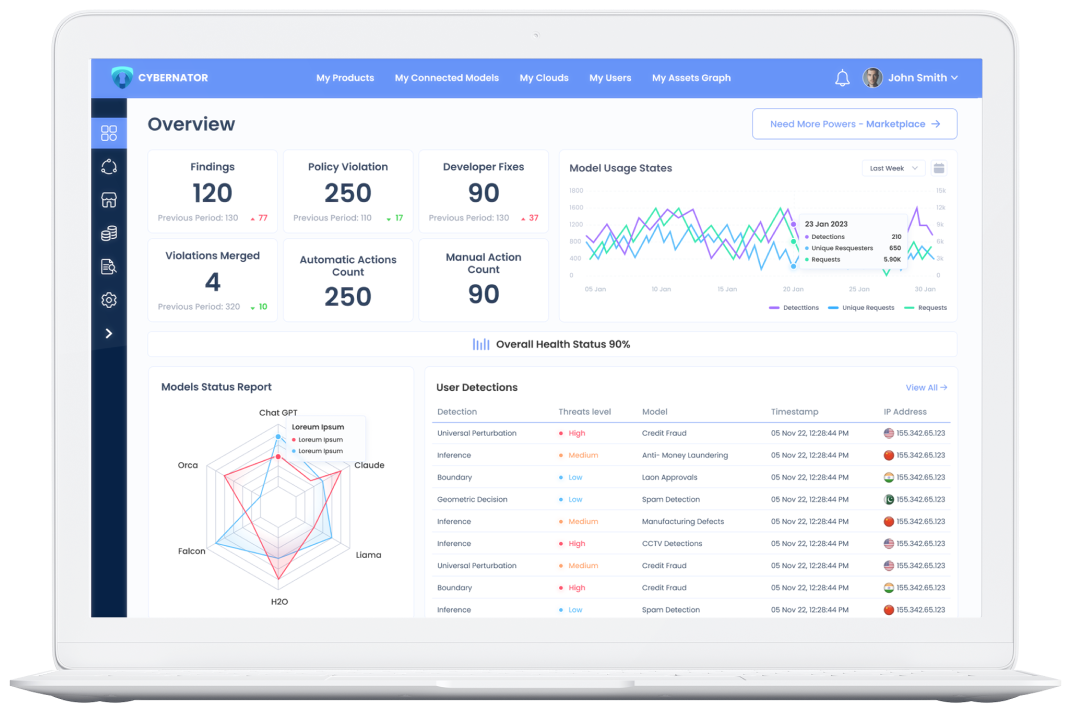 CYBERNATOR
My Products My Connected Models My Clouds My Users My Assets Graph
John Smith
Overview
Need More Powers - Marketplace →
Findings
120
Previous Period: 130 77
Policy Violation
250
Previous Period: 110 17
Developer Fixes
90
Previous Period: 130 37
Violations Merged
4
Previous Period: 320 10
Automatic Actions
Count
250
Manual Action
Count
90
Model Usage States
Last Week
1800 15k
1600 12k
1200 9k
800 6k
400 3k
0 0
05 Jan 10 Jan 15 Jan 20 Jan 25 Jan 30 Jan
23 Jan 2023
Detections 210
Unique Resquesters 650
Requests 5.90K
Detecttions Unique Requests Requests
Overall Health Status 90%
Models Status Report
Chat GPT
Loreum Ipsum
Loreum Ipsum
Loreum Ipsum
Orca
Claude
Falcon
Liama
H2O
User Detections
View All →
Detection Threats level Model Timestamp IP Address
Universal Perturbation High Credit Fraud 05 Nov 22, 12:28:44 PM 155.342.65.123
Inference Medium Anti- Money Laundering 05 Nov 22, 12:28:44 PM 155.342.65.123
Boundary Low Laon Approvals 05 Nov 22, 12:28:44 PM 155.342.65.123
Geometric Decision Low Spam Detection 05 Nov 22, 12:28:44 PM 155.342.65.123
Inference Medium Manufacturing Defects 05 Nov 22, 12:28:44 PM 155.342.65.123
Inference High CCTV Detections 05 Nov 22, 12:28:44 PM 155.342.65.123
Universal Perturbation Medium Credit Fraud 05 Nov 22, 12:28:44 PM 155.342.65.123
Boundary High Credit Fraud 05 Nov 22, 12:28:44 PM 155.342.65.123
Inference Low Spam Detection 05 Nov 22, 12:28:44 PM 155.342.65.123